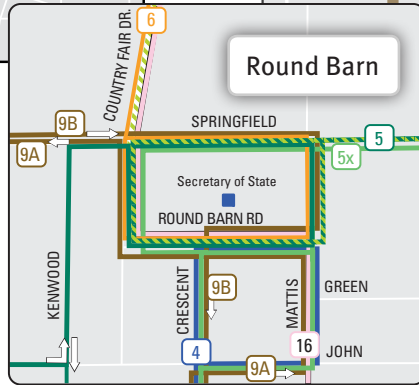 COUNTRY FAIR DR.
6
Round Barn
9B
SPRINGFIELD
9A
5
5x
Secretary of State
ROUND BARN RD
KENWOOD
CRESCENT
9B
MATTIS
GREEN
4
16
JOHN
9A